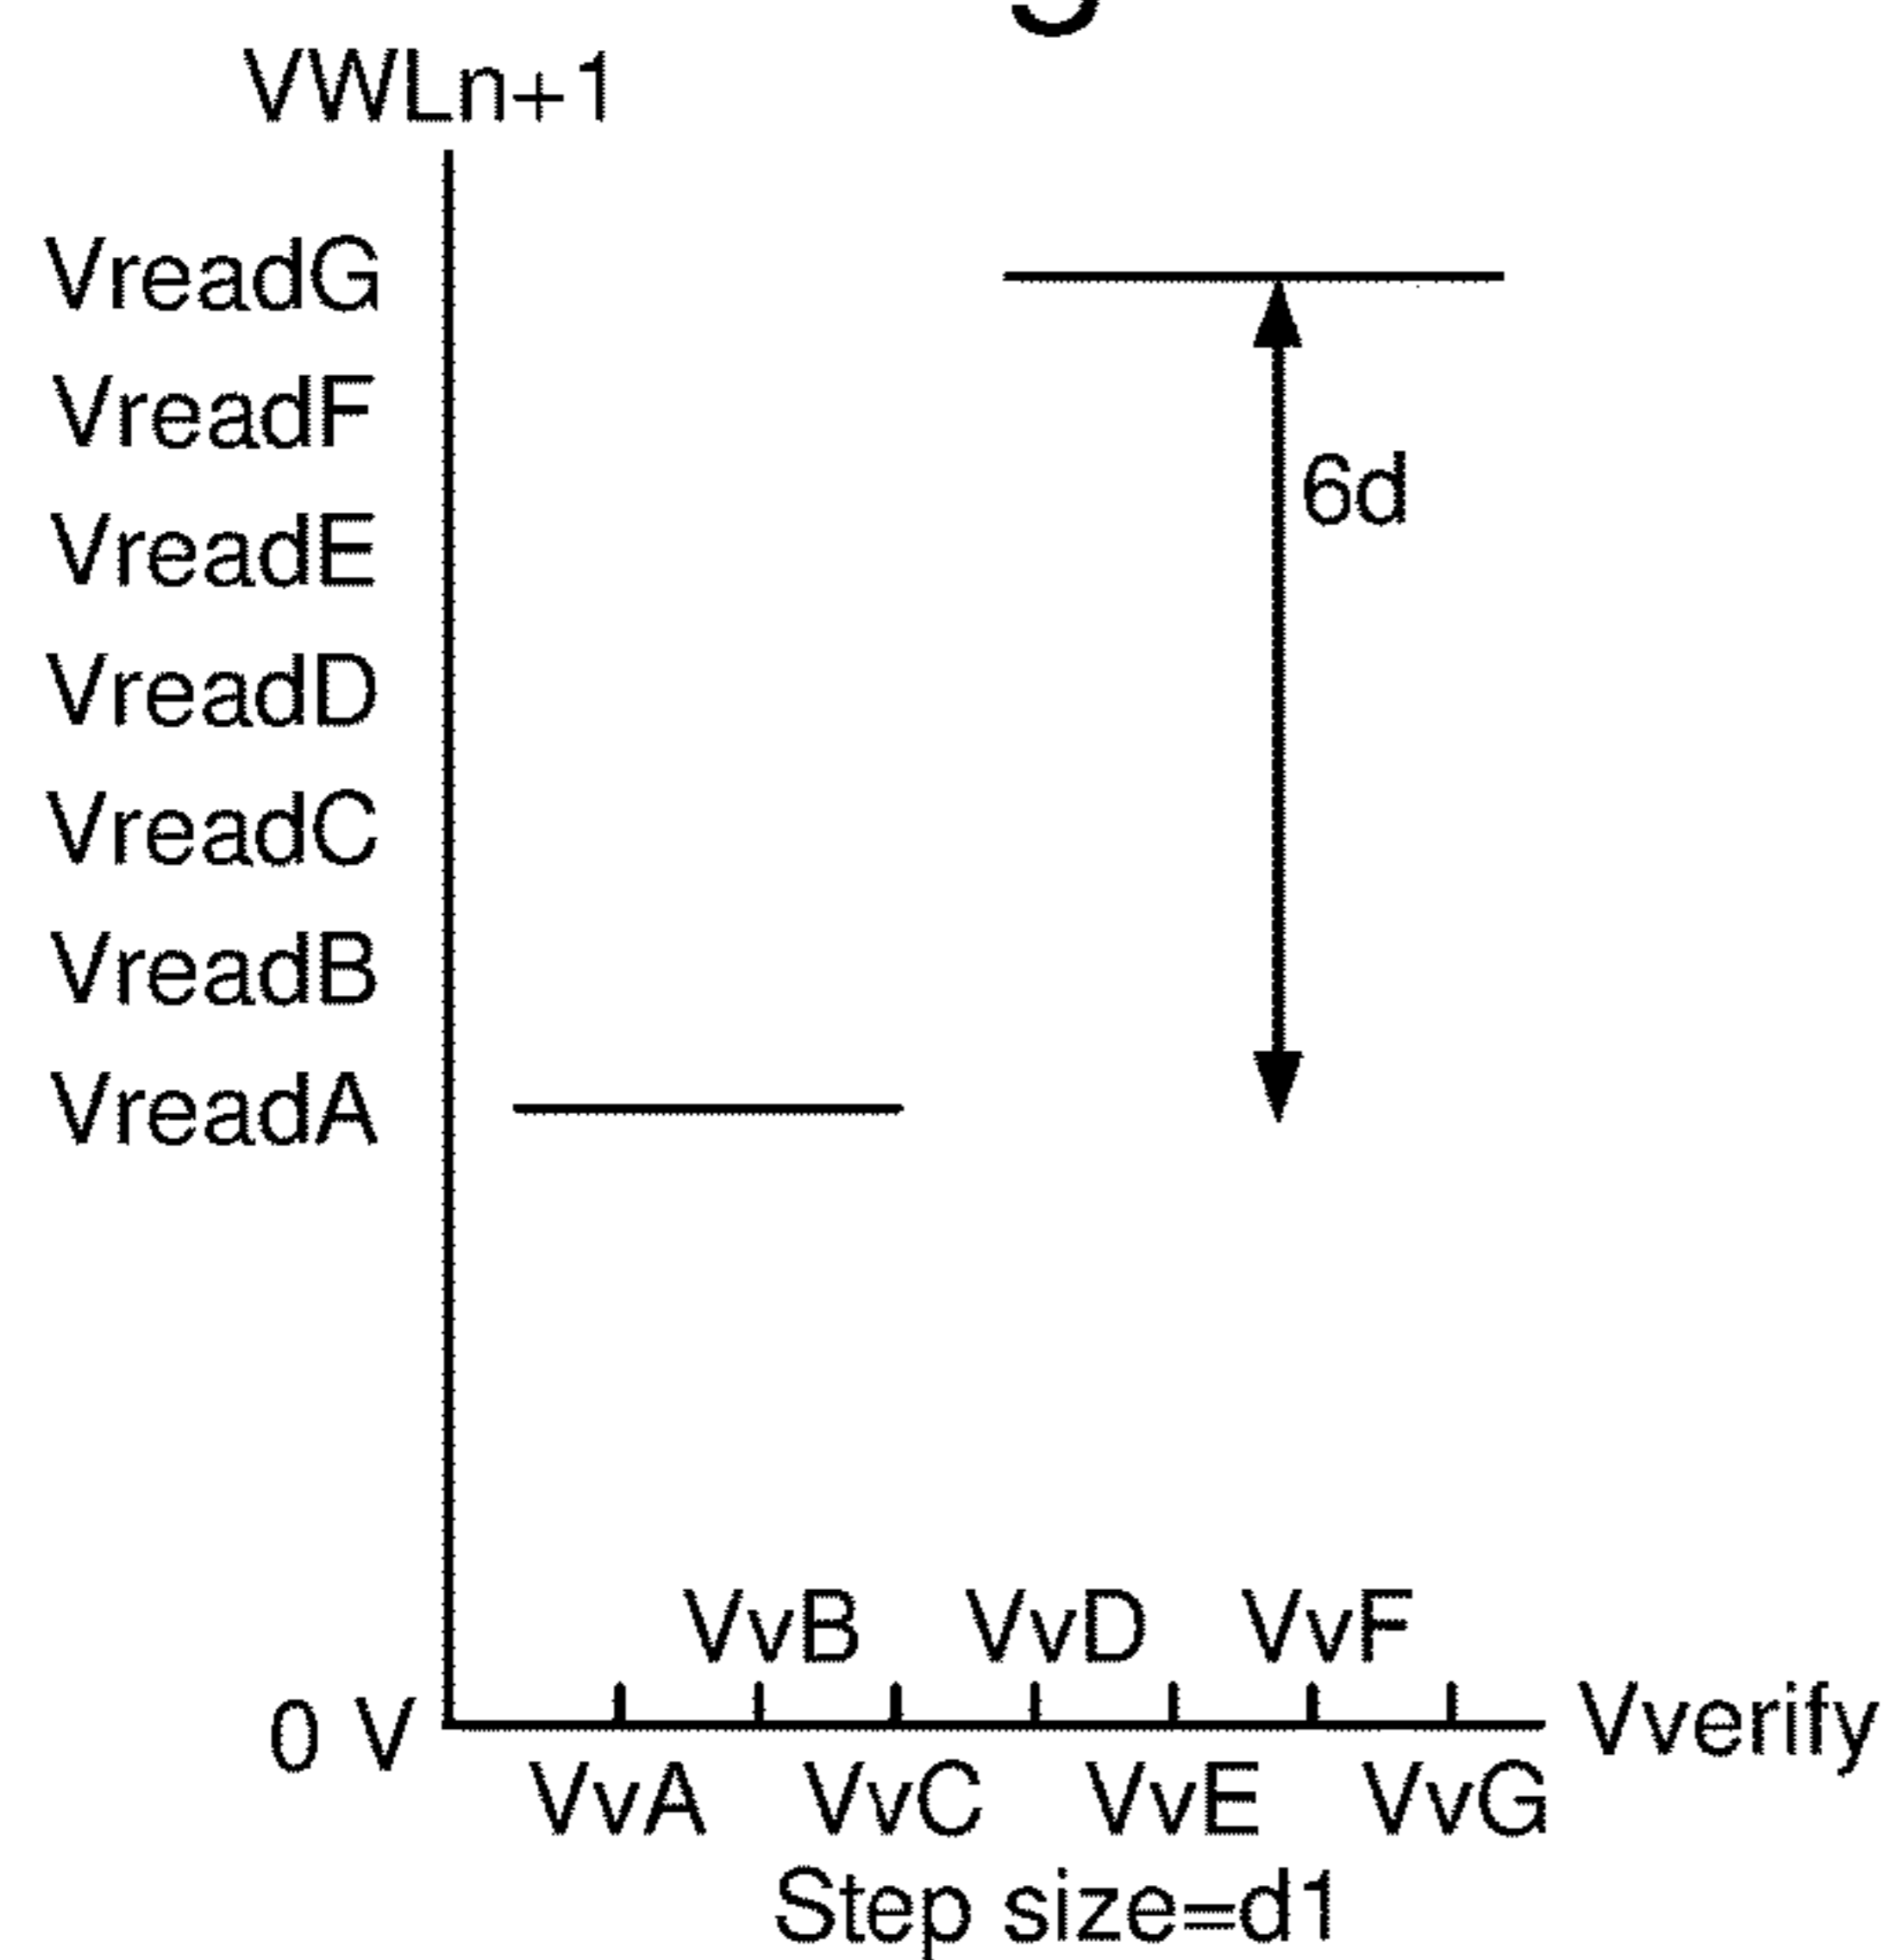 VWLn+1
VreadG
VreadF
6d
VreadE
VreadD
VreadC
VreadB
VreadA
VvB VvD VvF
0 V Vverify
VvA VvC VvE VvG
Step size=d1